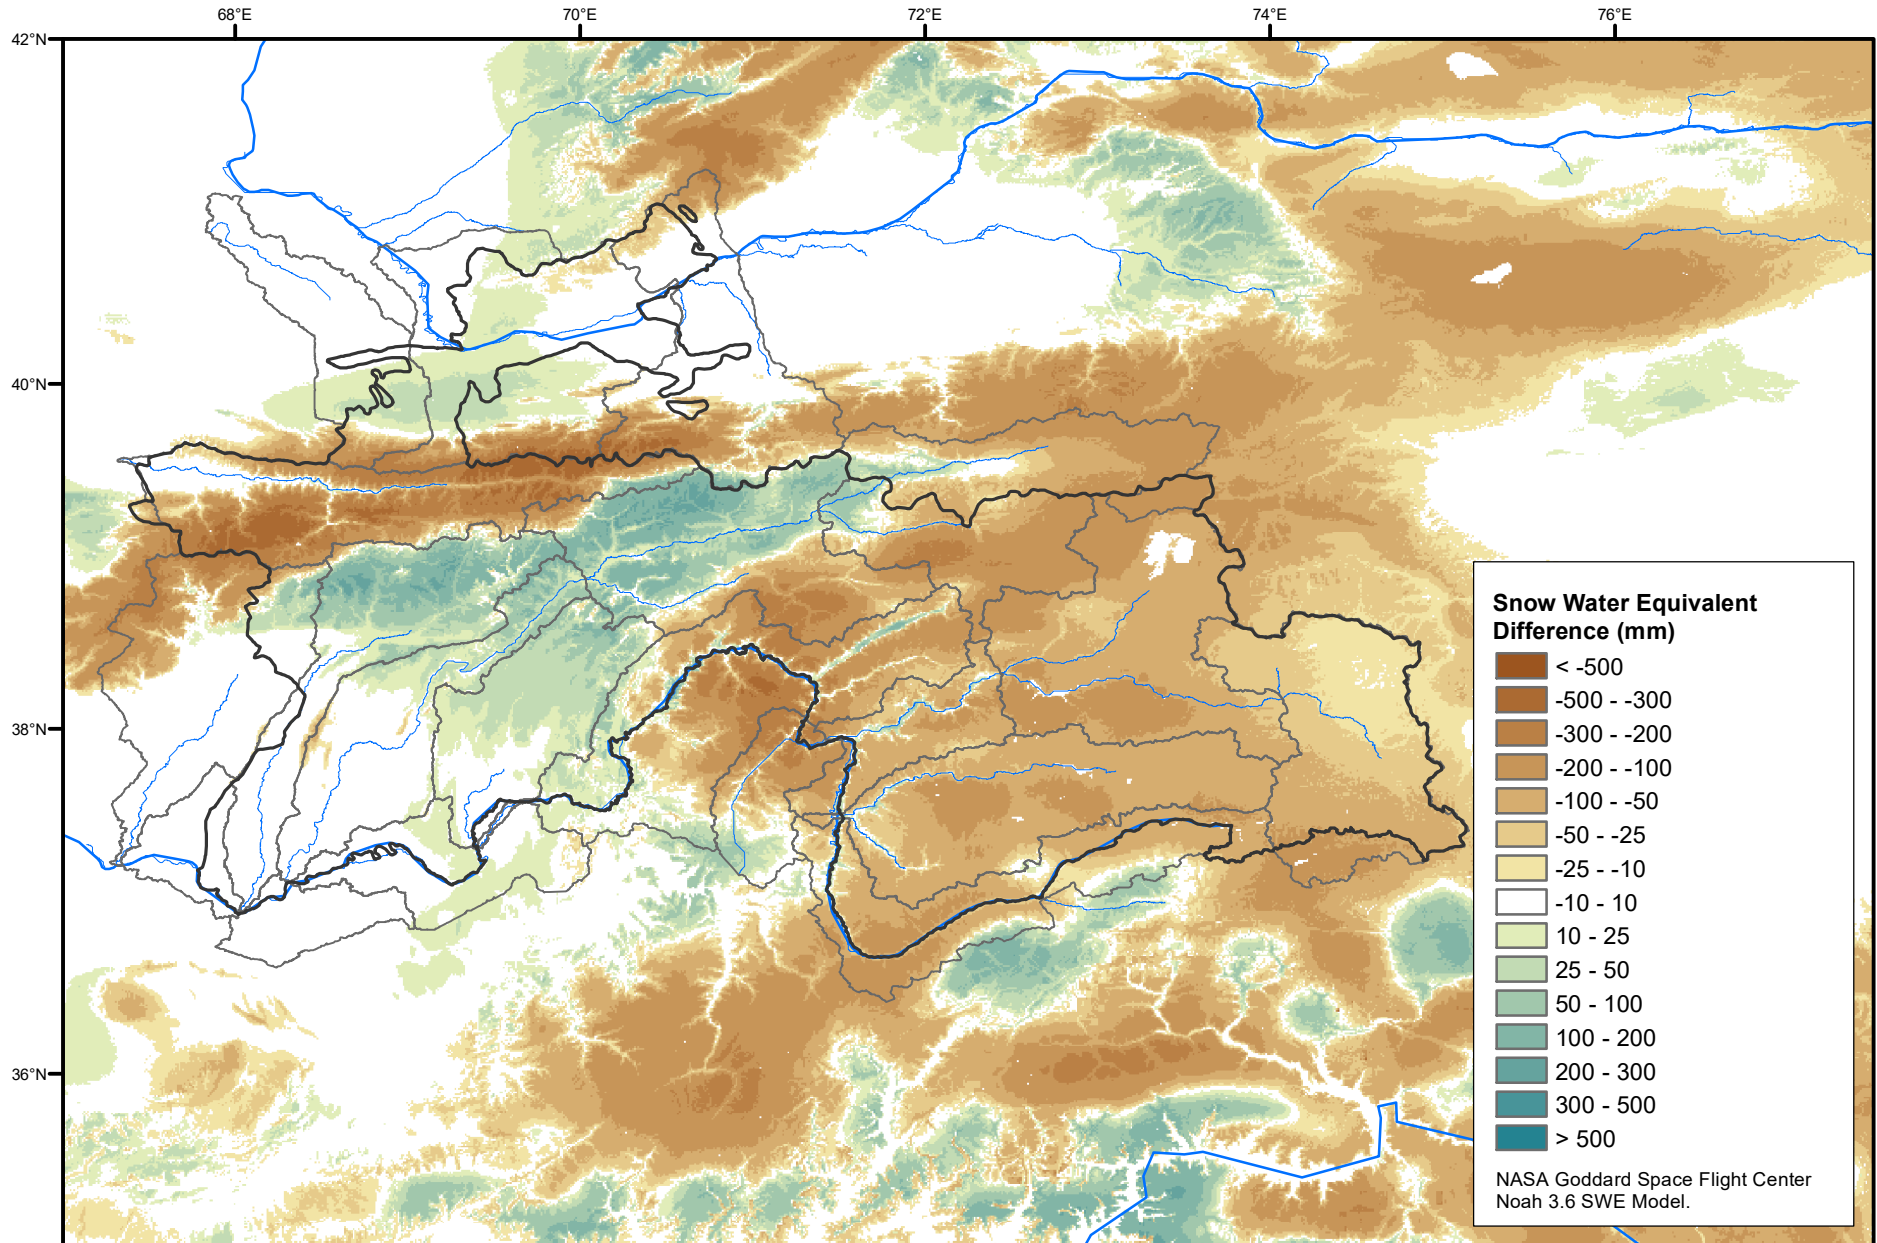 68°E
70°E
72°E
74°E
76°E
42°N
40°N
38°N
36°N
Snow Water Equivalent
Difference (mm)
< -500
-500 - -300
-300 - -200
-200 - -100
-100 - -50
-50 - -25
-25 - -10
-10 - 10
10 - 25
25 - 50
50 - 100
100 - 200
200 - 300
300 - 500
> 500
NASA Goddard Space Flight Center
Noah 3.6 SWE Model.